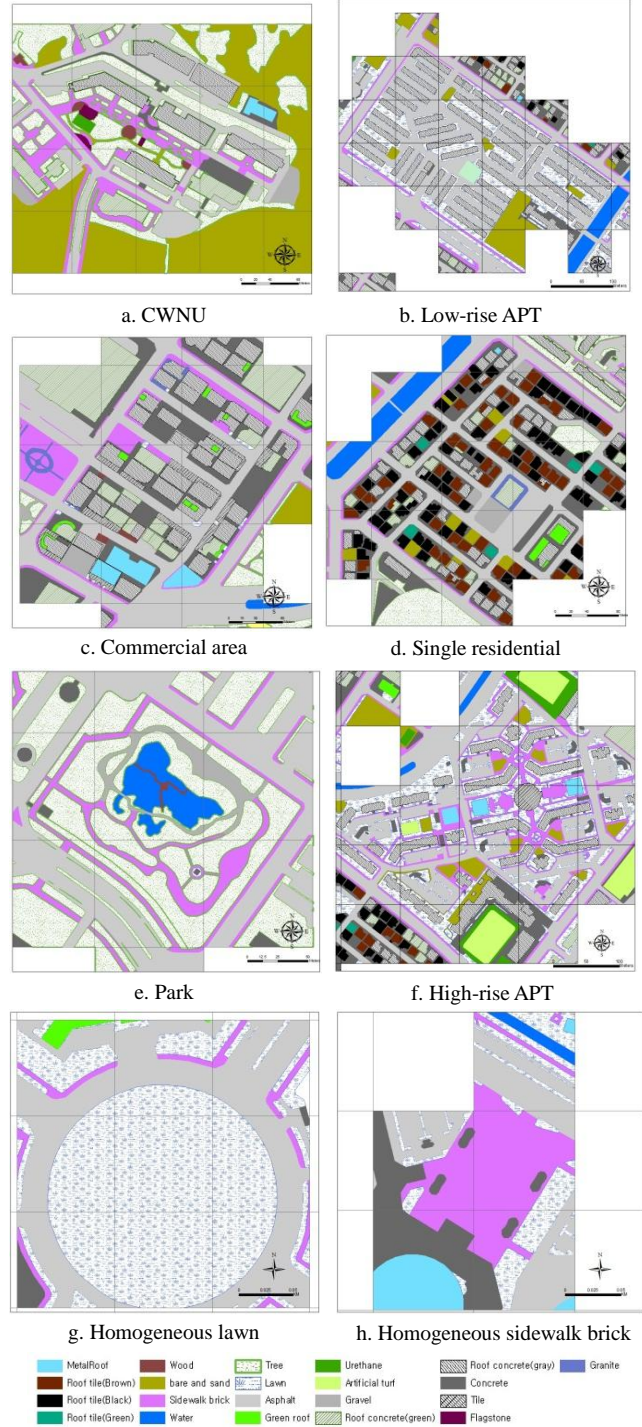 a. CWNU
b. Low-rise APT
c. Commercial area
d. Single residential
e. Park
f. High-rise APT
g. Homogeneous lawn
h. Homogeneous sidewalk brick
MetalRoof Wood Tree Urethane Roof concrete(gray) Granite
Roof tile(Brown) bare and sand Lawn Artificial turf Concrete
Roof tile(Black) Sidewalk brick Asphalt Gravel Tile
Roof tile(Green) Water Green roof Roof concrete(green) Flagstone